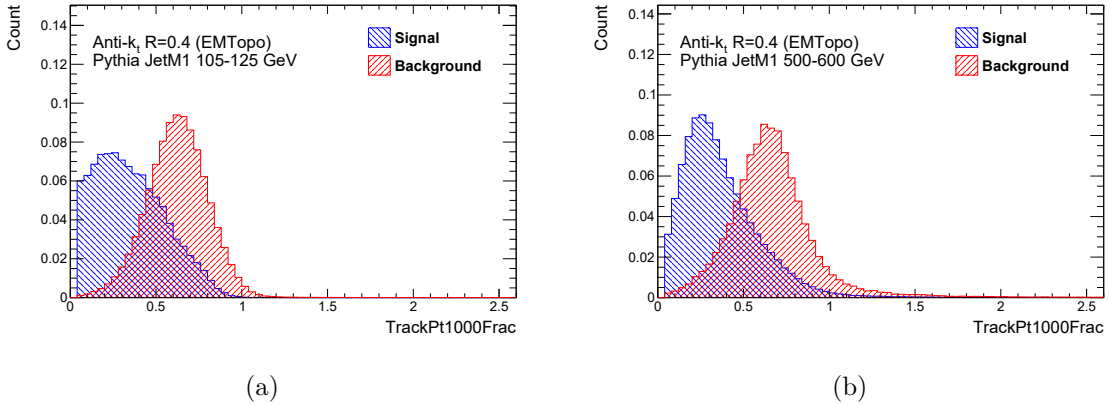 Count
0.14
0.12
0.1
0.08
0.06
0.04
0.02
0
Anti-kt R=0.4 (EMTopo)
Pythia JetM1 105-125 GeV
Signal
Background
0 0.5 1 1.5 2 2.5
TrackPt1000Frac
(a)
Count
0.14
0.12
0.1
0.08
0.06
0.04
0.02
0
Anti-kt R=0.4 (EMTopo)
Pythia JetM1 500-600 GeV
Signal
Background
0 0.5 1 1.5 2 2.5
TrackPt1000Frac
(b)